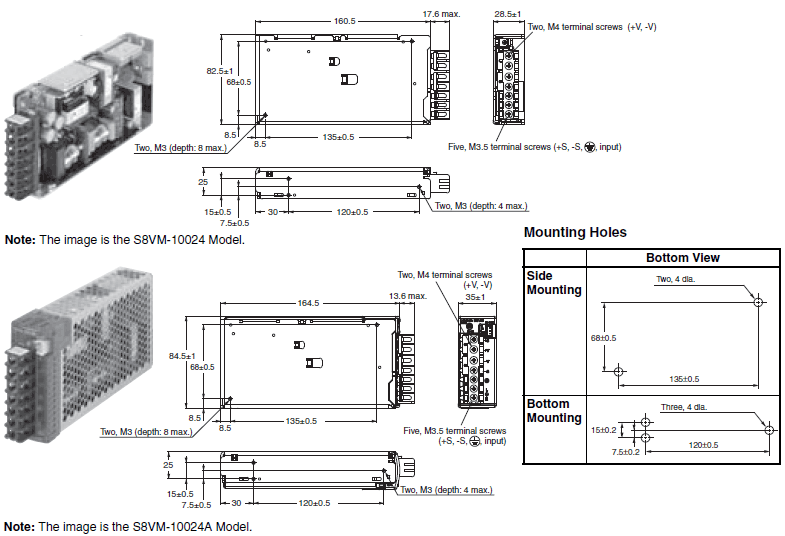 160.5
17.6 max.
28.5±1
Two, M4 terminal screws (+V, -V)
82.5±1
68±0.5
8.5
8.5
135±0.5
Two, M3 (depth: 8 max.)
Five, M3.5 terminal screws (+S, -S, , input)
25
15±0.5
7.5±0.5
30
120±0.5
Two, M3 (depth: 4 max.)
Note: The image is the S8VM-10024 Model.
Mounting Holes
Bottom View
Side
Mounting
Two, 4 dia.
68±0.5
135±0.5
Bottom
Mounting
Three, 4 dia.
15±0.2
7.5±0.2
120±0.5
Two, M4 terminal screws
(+V, -V)
164.5
13.6 max.
35±1
84.5±1
68±0.5
8.5
8.5
135±0.5
Two, M3 (depth: 8 max.)
Five, M3.5 terminal screws
(+S, -S, , input)
25
15±0.5
7.5±0.5
30
120±0.5
Two, M3 (depth: 4 max.)
Note: The image is the S8VM-10024A Model.